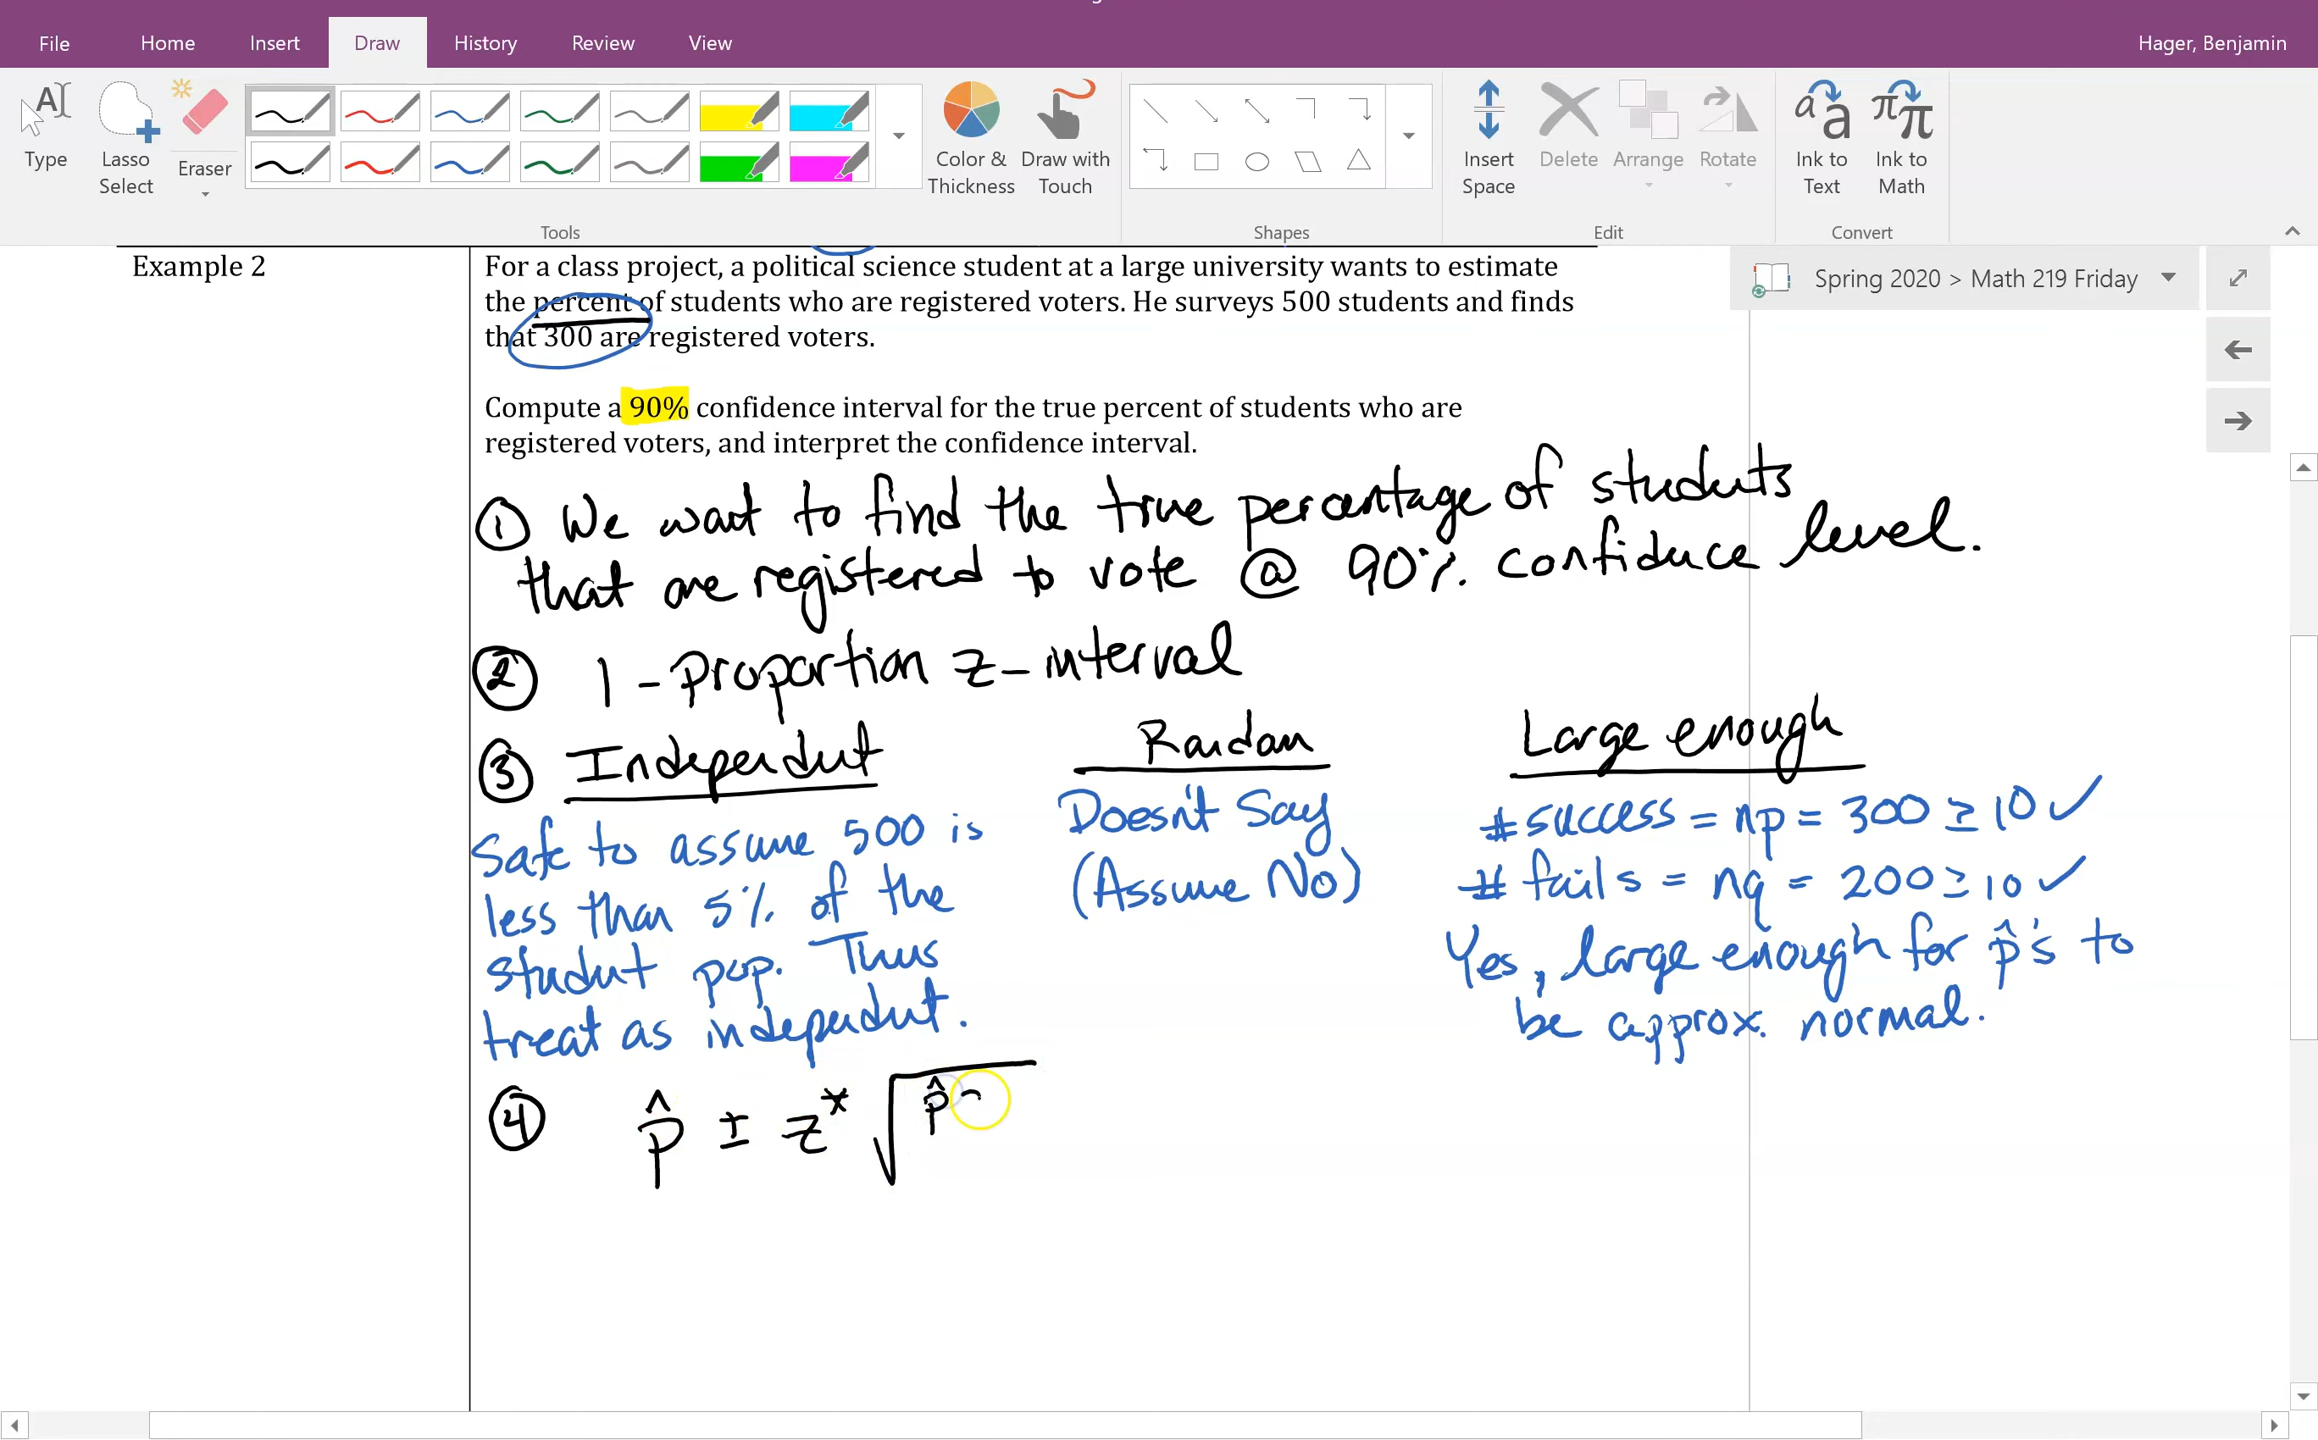 File Home Insert Draw History Review View Hager, Benjamin
Type
Lasso Select
Eraser
Color & Thickness
Draw with Touch
Insert Space
Delete
Arrange
Rotate
Ink to Text
Ink to Math
Tools Shapes Edit Convert
Spring 2020 > Math 219 Friday
Example 2
For a class project, a political science student at a large university wants to estimate
the percent of students who are registered voters. He surveys 500 students and finds
that 300 are registered voters.
Compute a 90% confidence interval for the true percent of students who are
registered voters, and interpret the confidence interval.
① We want to find the true percentage of students
that are registered to vote @ 90% confidence level.
② 1-Proportion z-interval
③ Independent
Safe to assume 500 is
less than 5% of the
student pop. Thus
treat as independent.
Random
Doesn't Say
(Assume No)
Large enough
# success = np = 300 ≥ 10 ✓
# fails = nq = 200 ≥ 10 ✓
Yes, large enough for p̂'s to
be approx. normal.
④ p̂ ± z* √p̂